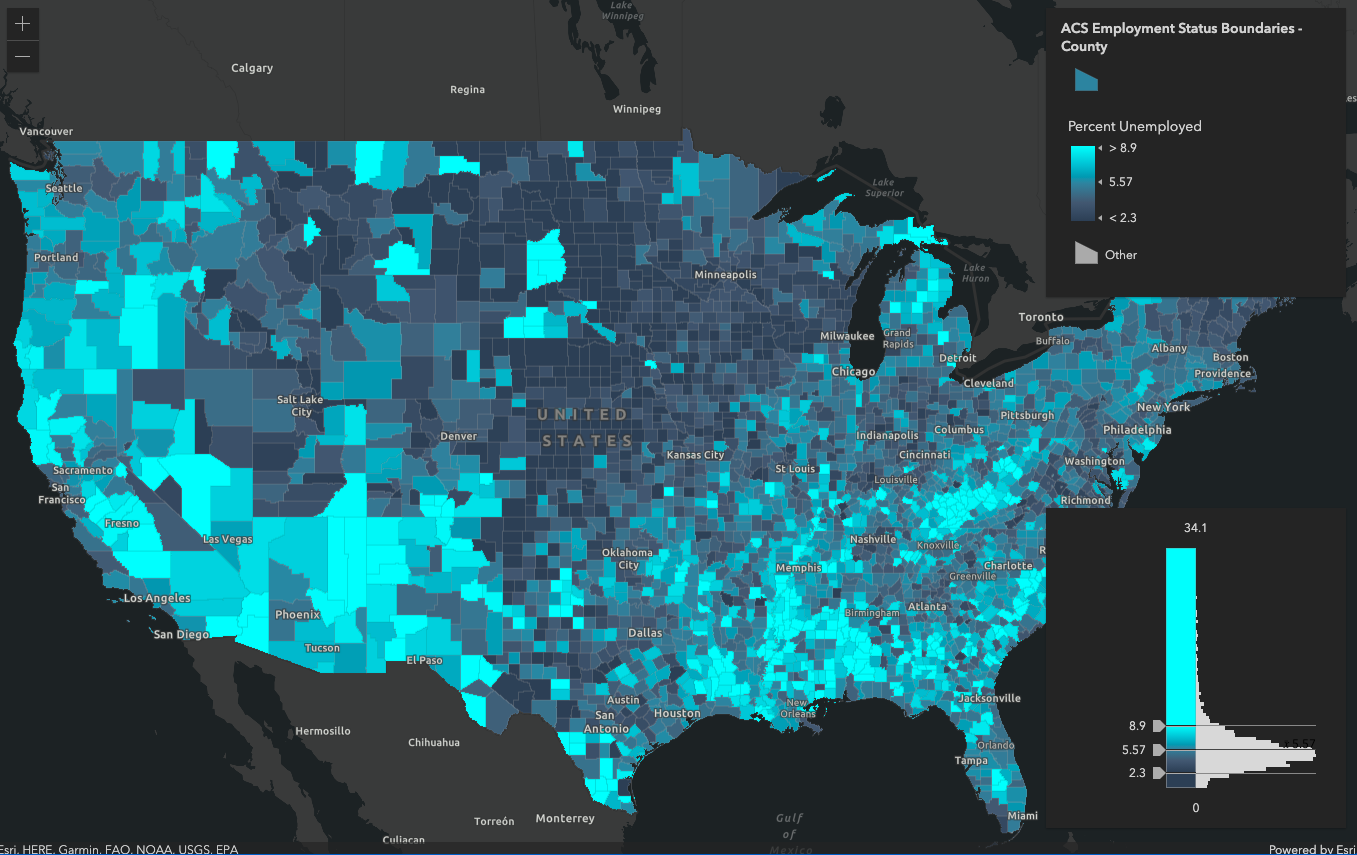 +
−
Lake
Winnipeg
Calgary
Regina
Winnipeg
Vancouver
Seattle
Portland
Lake
Superior
Lake
Huron
Minneapolis
Toronto
Milwaukee
Grand
Rapids
Buffalo
Albany
Detroit
Boston
Chicago
Providence
Cleveland
Salt Lake
City
New York
UNITED
STATES
Pittsburgh
Denver
Indianapolis
Columbus
Philadelphia
Kansas City
Cincinnati
Washington
Sacramento
St Louis
Louisville
San
Francisco
Richmond
Fresno
Las Vegas
Nashville
Knoxville
Oklahoma
City
R
Memphis
Charlotte
Greenville
Los Angeles
Phoenix
Birmingham
Atlanta
San Diego
Dallas
Tucson
El Paso
Austin
Jacksonville
San
Antonio
Houston
New
Orleans
Hermosillo
Chihuahua
Orlando
Tampa
Torreón
Monterrey
Miami
Gulf
of
Mexico
Culiacan
Esri, HERE, Garmin, FAO, NOAA, USGS, EPA
Powered by Esri
ACS Employment Status Boundaries -
County
Percent Unemployed
> 8.9
5.57
< 2.3
Other
34.1
8.9
5.57
2.3
0